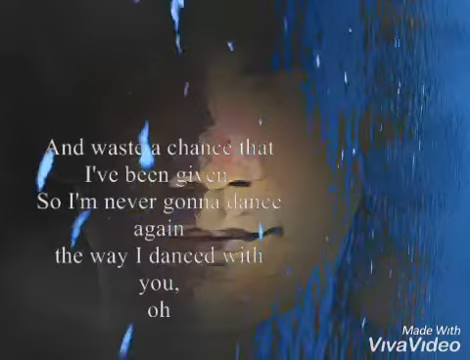 And waste a chance that
I've been given
So I'm never gonna dance
again
the way I danced with
you,
oh
Made With
VivaVideo